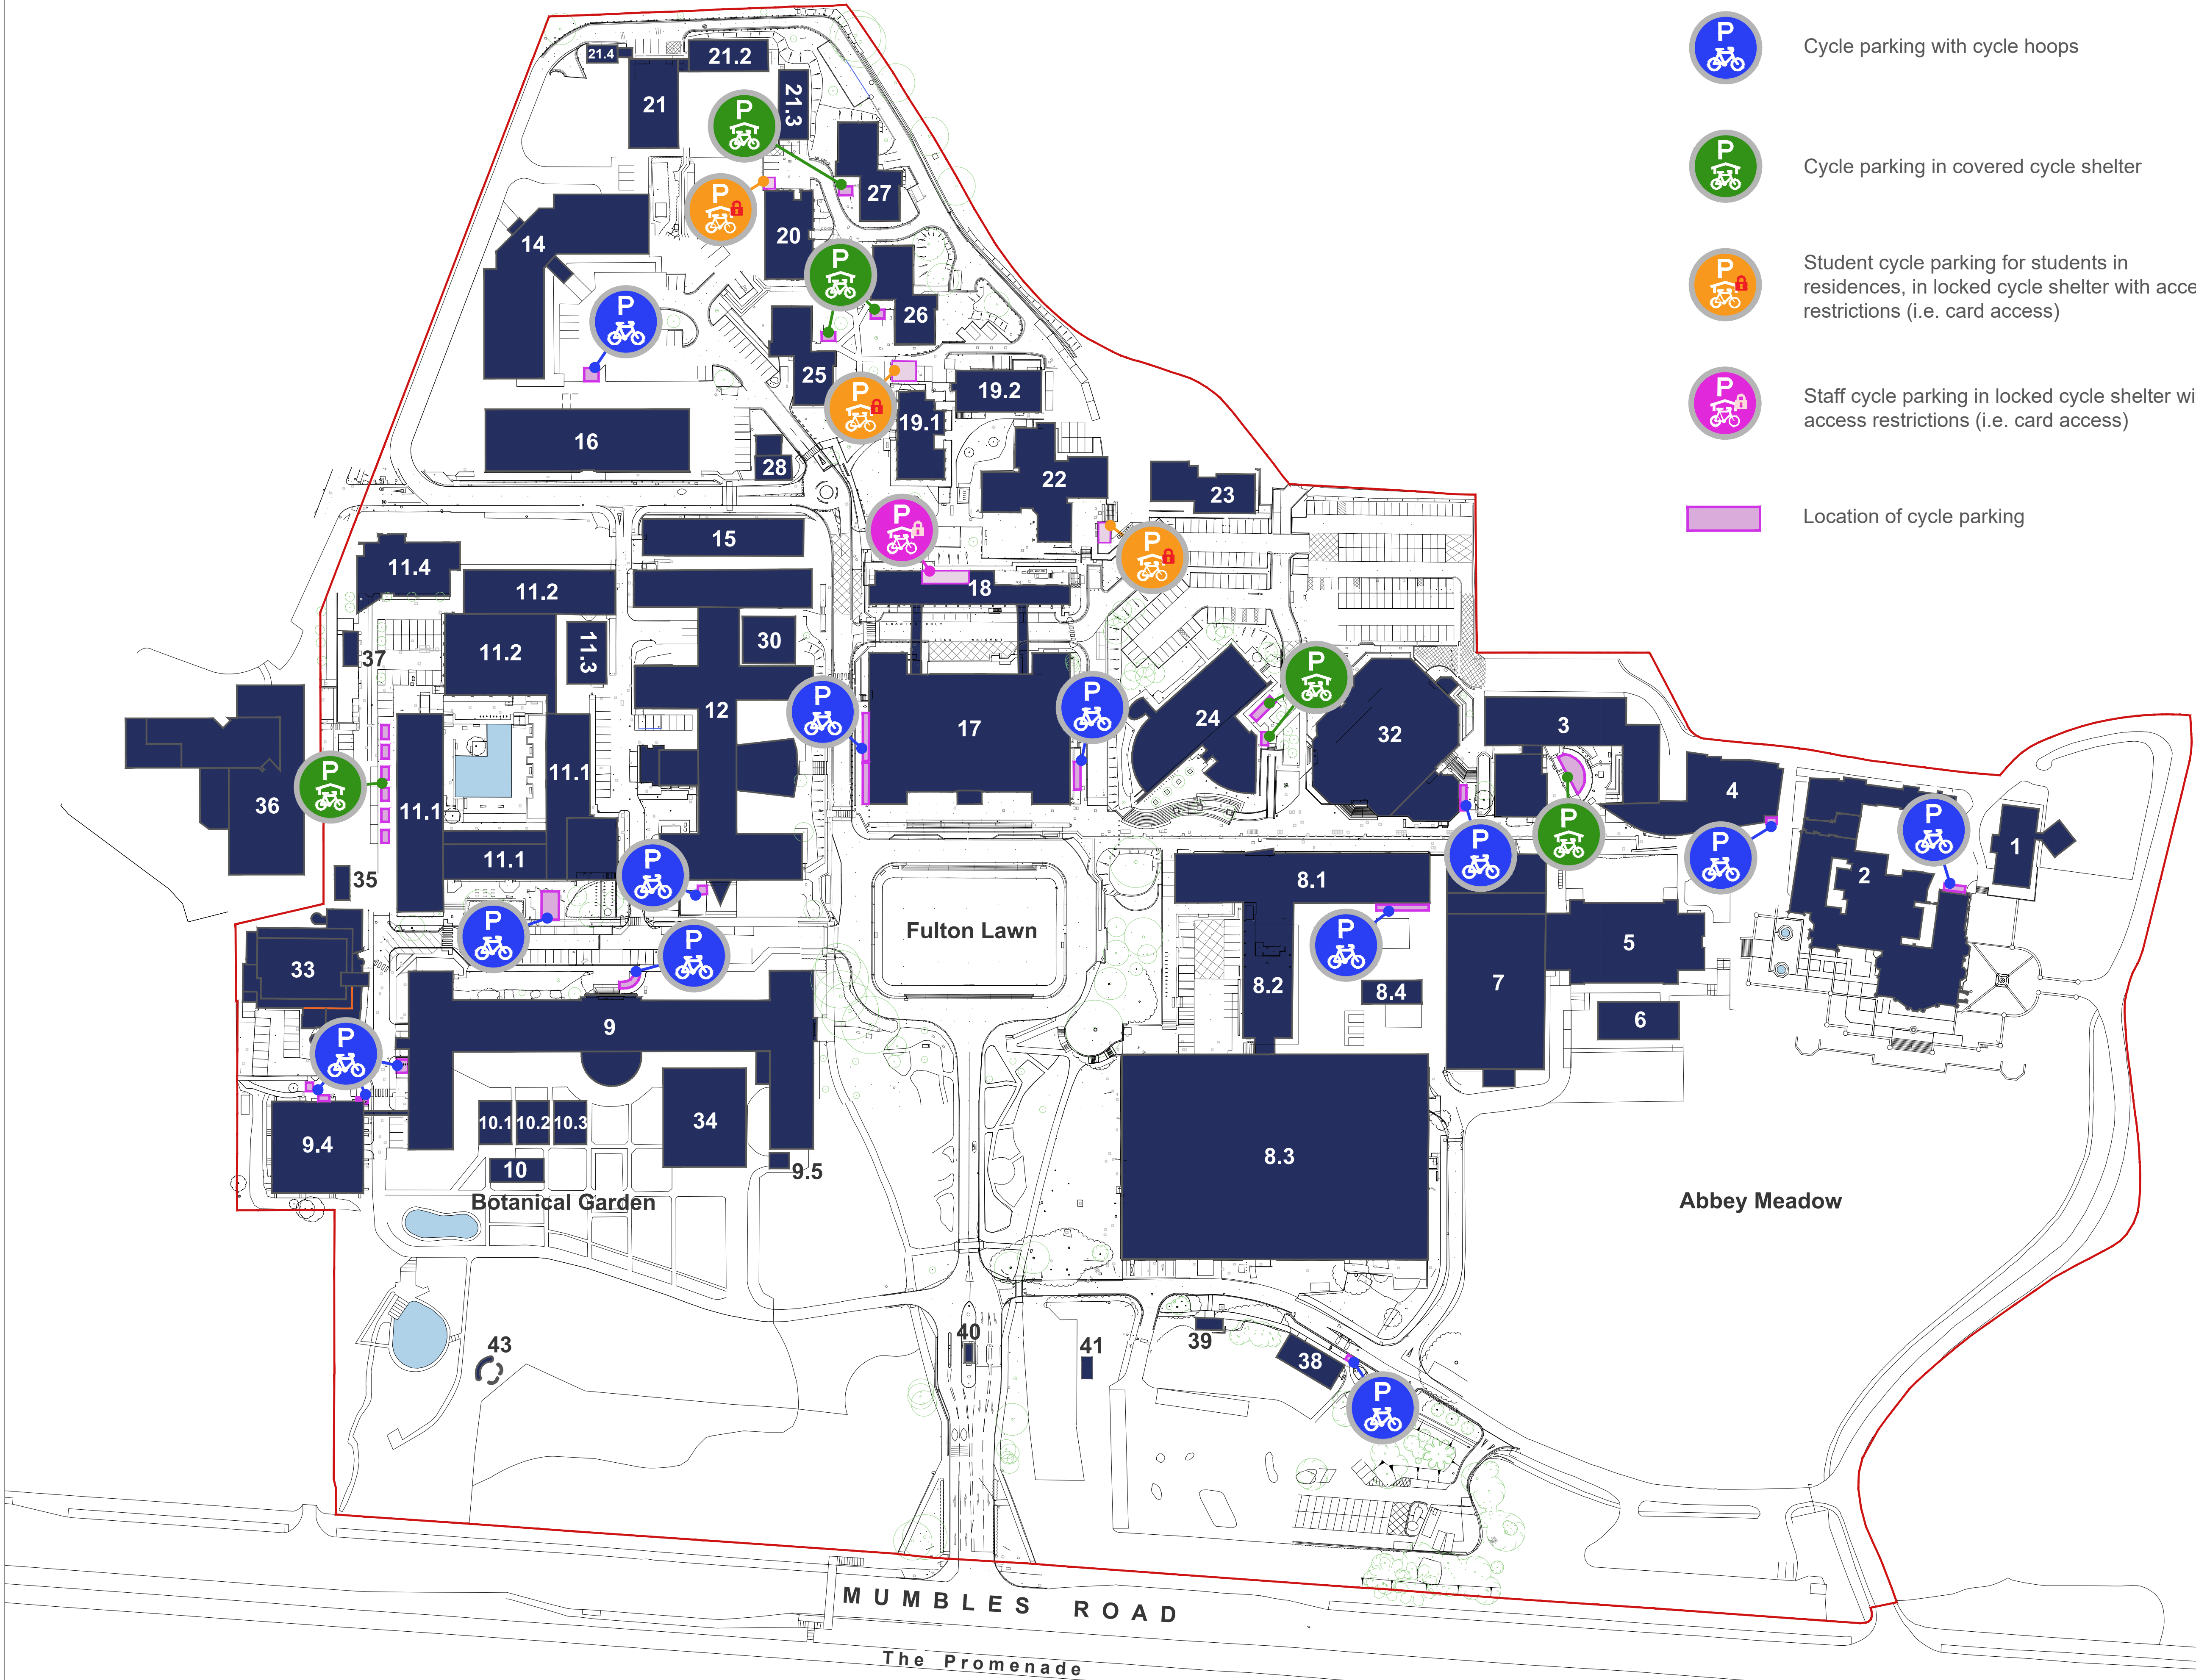 P
Cycle parking with cycle hoops
P
Cycle parking in covered cycle shelter
P
Student cycle parking for students in
residences, in locked cycle shelter with acce
restrictions (i.e. card access)
P
Staff cycle parking in locked cycle shelter wi
access restrictions (i.e. card access)
Location of cycle parking
21.4
21.2
21
21.3
P
27
P
20
14
P
26
P
25
19.2
P
19.1
16
28
22
23
P
15
P
11.4
11.2
18
30
11.3
11.2
37
P
12
P
17
P
24
32
3
11.1
P
36
11.1
4
P
P
P
P
2
1
11.1
35
P
8.1
Fulton Lawn
P
P
P
5
33
8.2
8.4
7
6
9
P
10.1
10.2
10.3
34
9.4
8.3
10
9.5
Botanical Garden
Abbey Meadow
40
41
39
43
38
P
MUMBLES ROAD
The Promenade